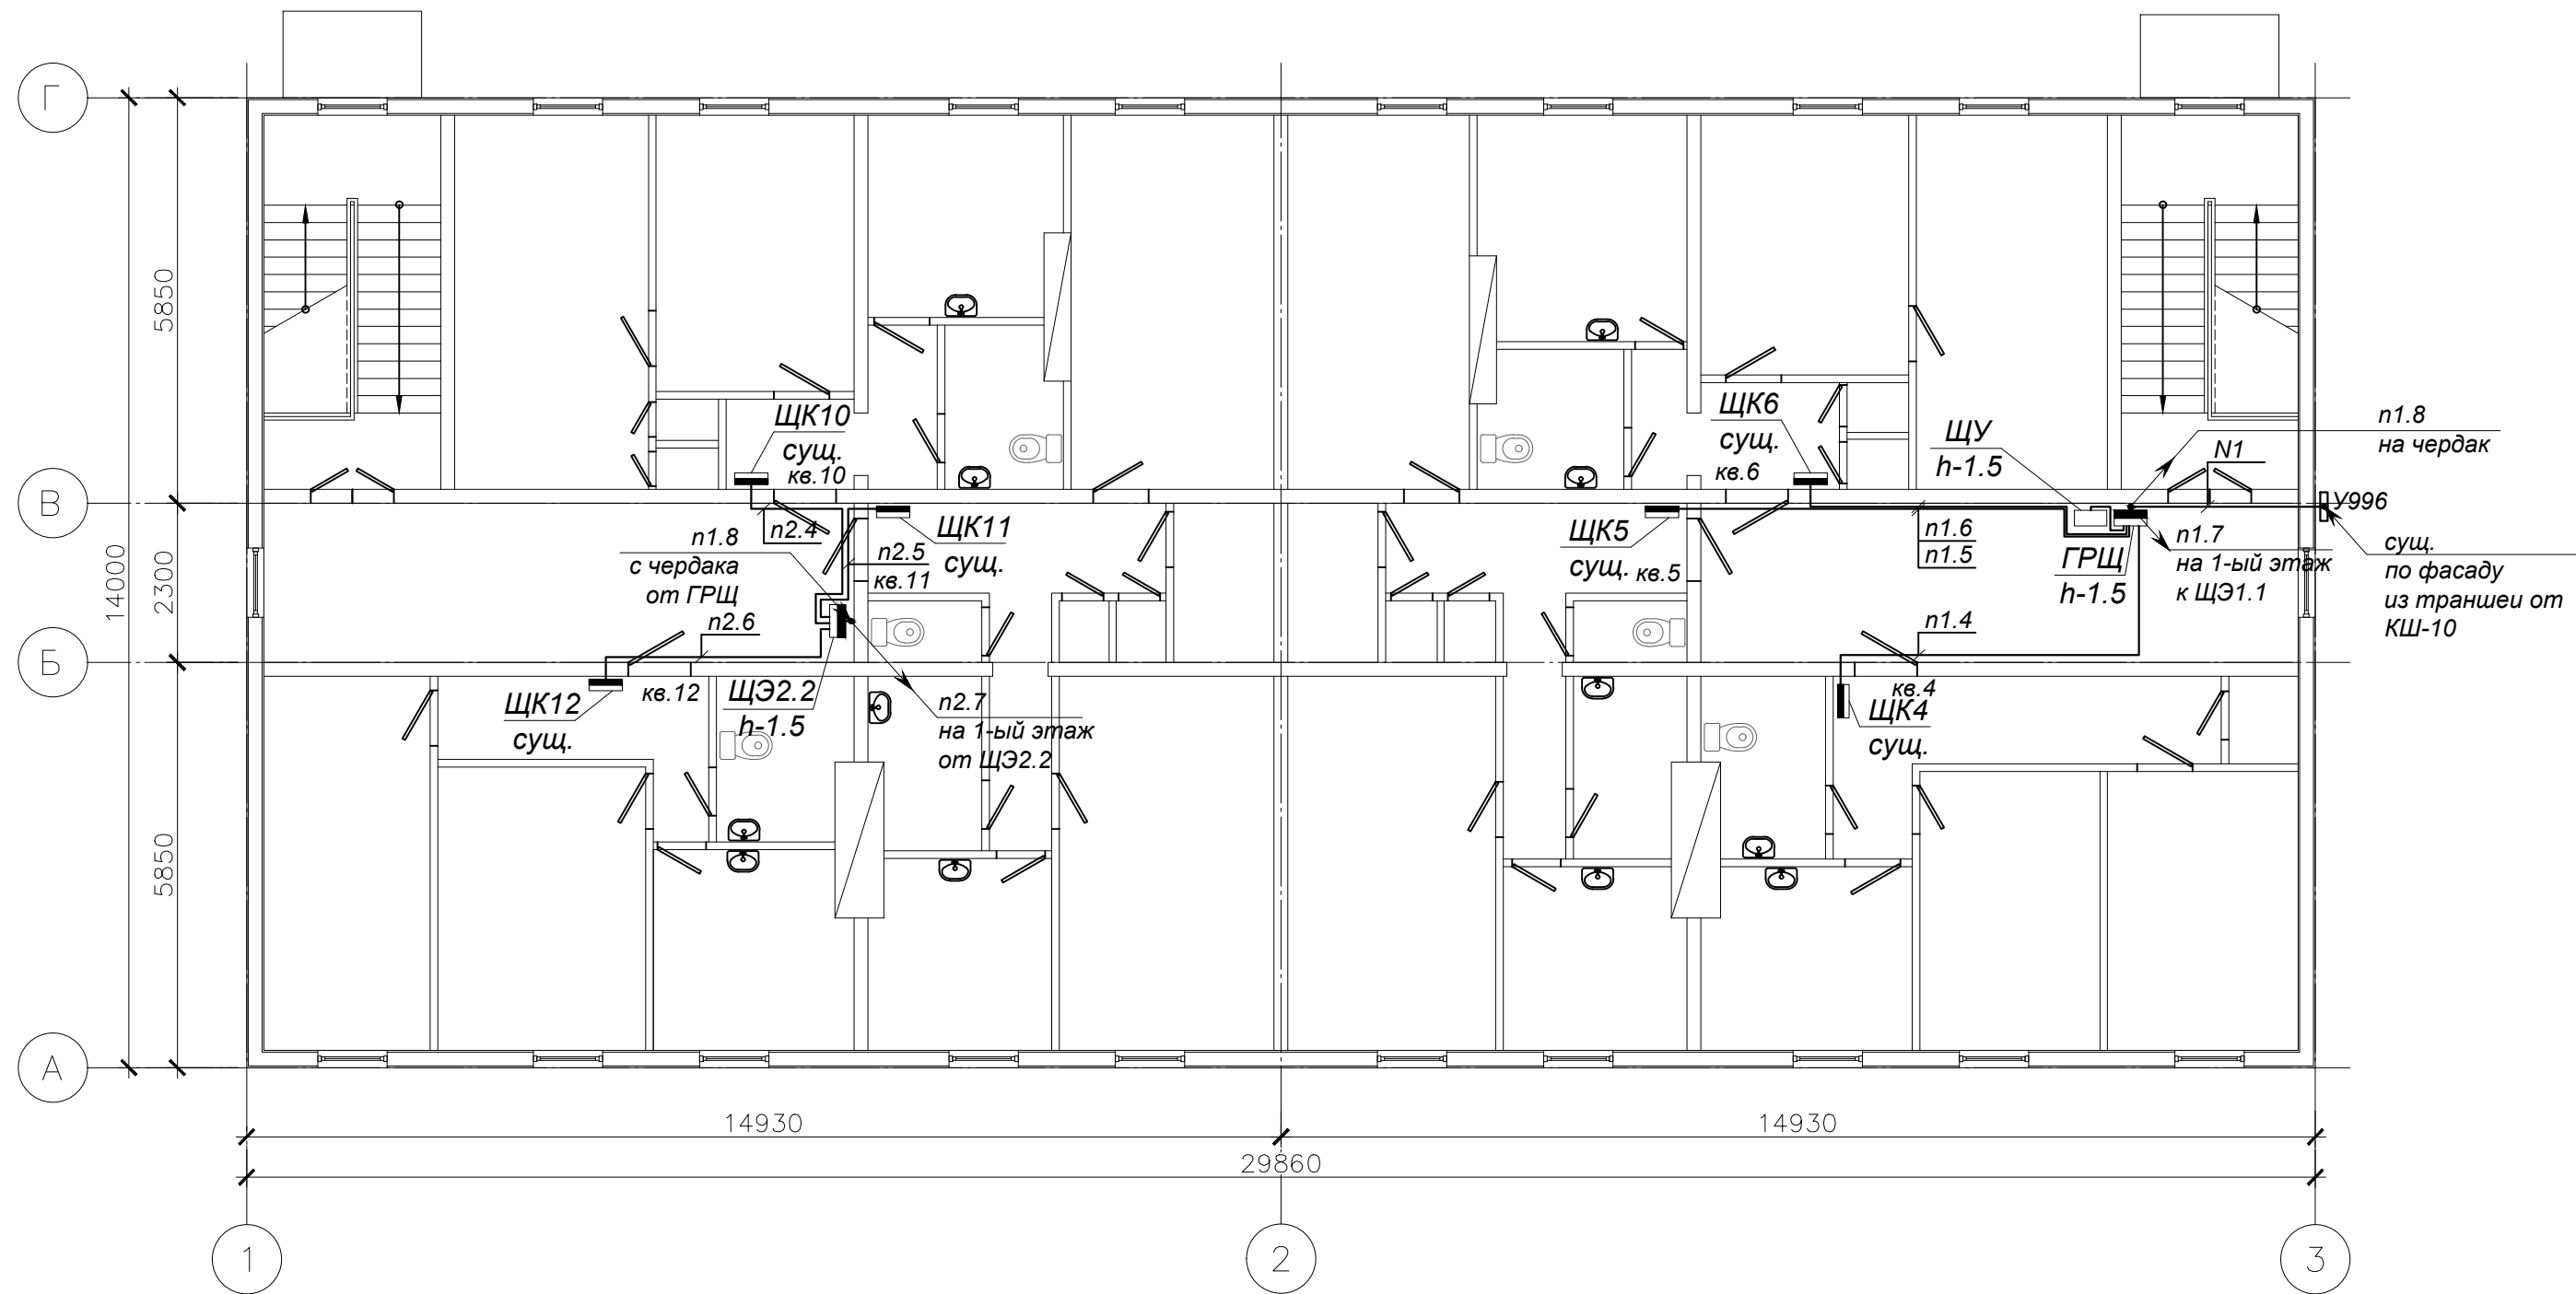 Г
В
Б
А
5850
2300
5850
14000
ЩК10
сущ.
кв.10
п2.4
ЩК11
сущ.
п2.5
кв.11
п1.8
с чердака
от ГРЩ
п2.6
ЩК12
сущ.
кв.12
ЩЭ2.2
h-1.5
п2.7
на 1-ый этаж
от ЩЭ2.2
ЩК6
сущ.
кв.6
ЩК5
сущ.
кв.5
п1.6
п1.5
п1.4
кв.4
ЩК4
сущ.
ЩУ
h-1.5
ГРЩ
h-1.5
N1
п1.8
на чердак
У996
п1.7
на 1-ый этаж
к ЩЭ1.1
сущ.
по фасаду
из траншеи от
КШ-10
14930
14930
29860
1
2
3